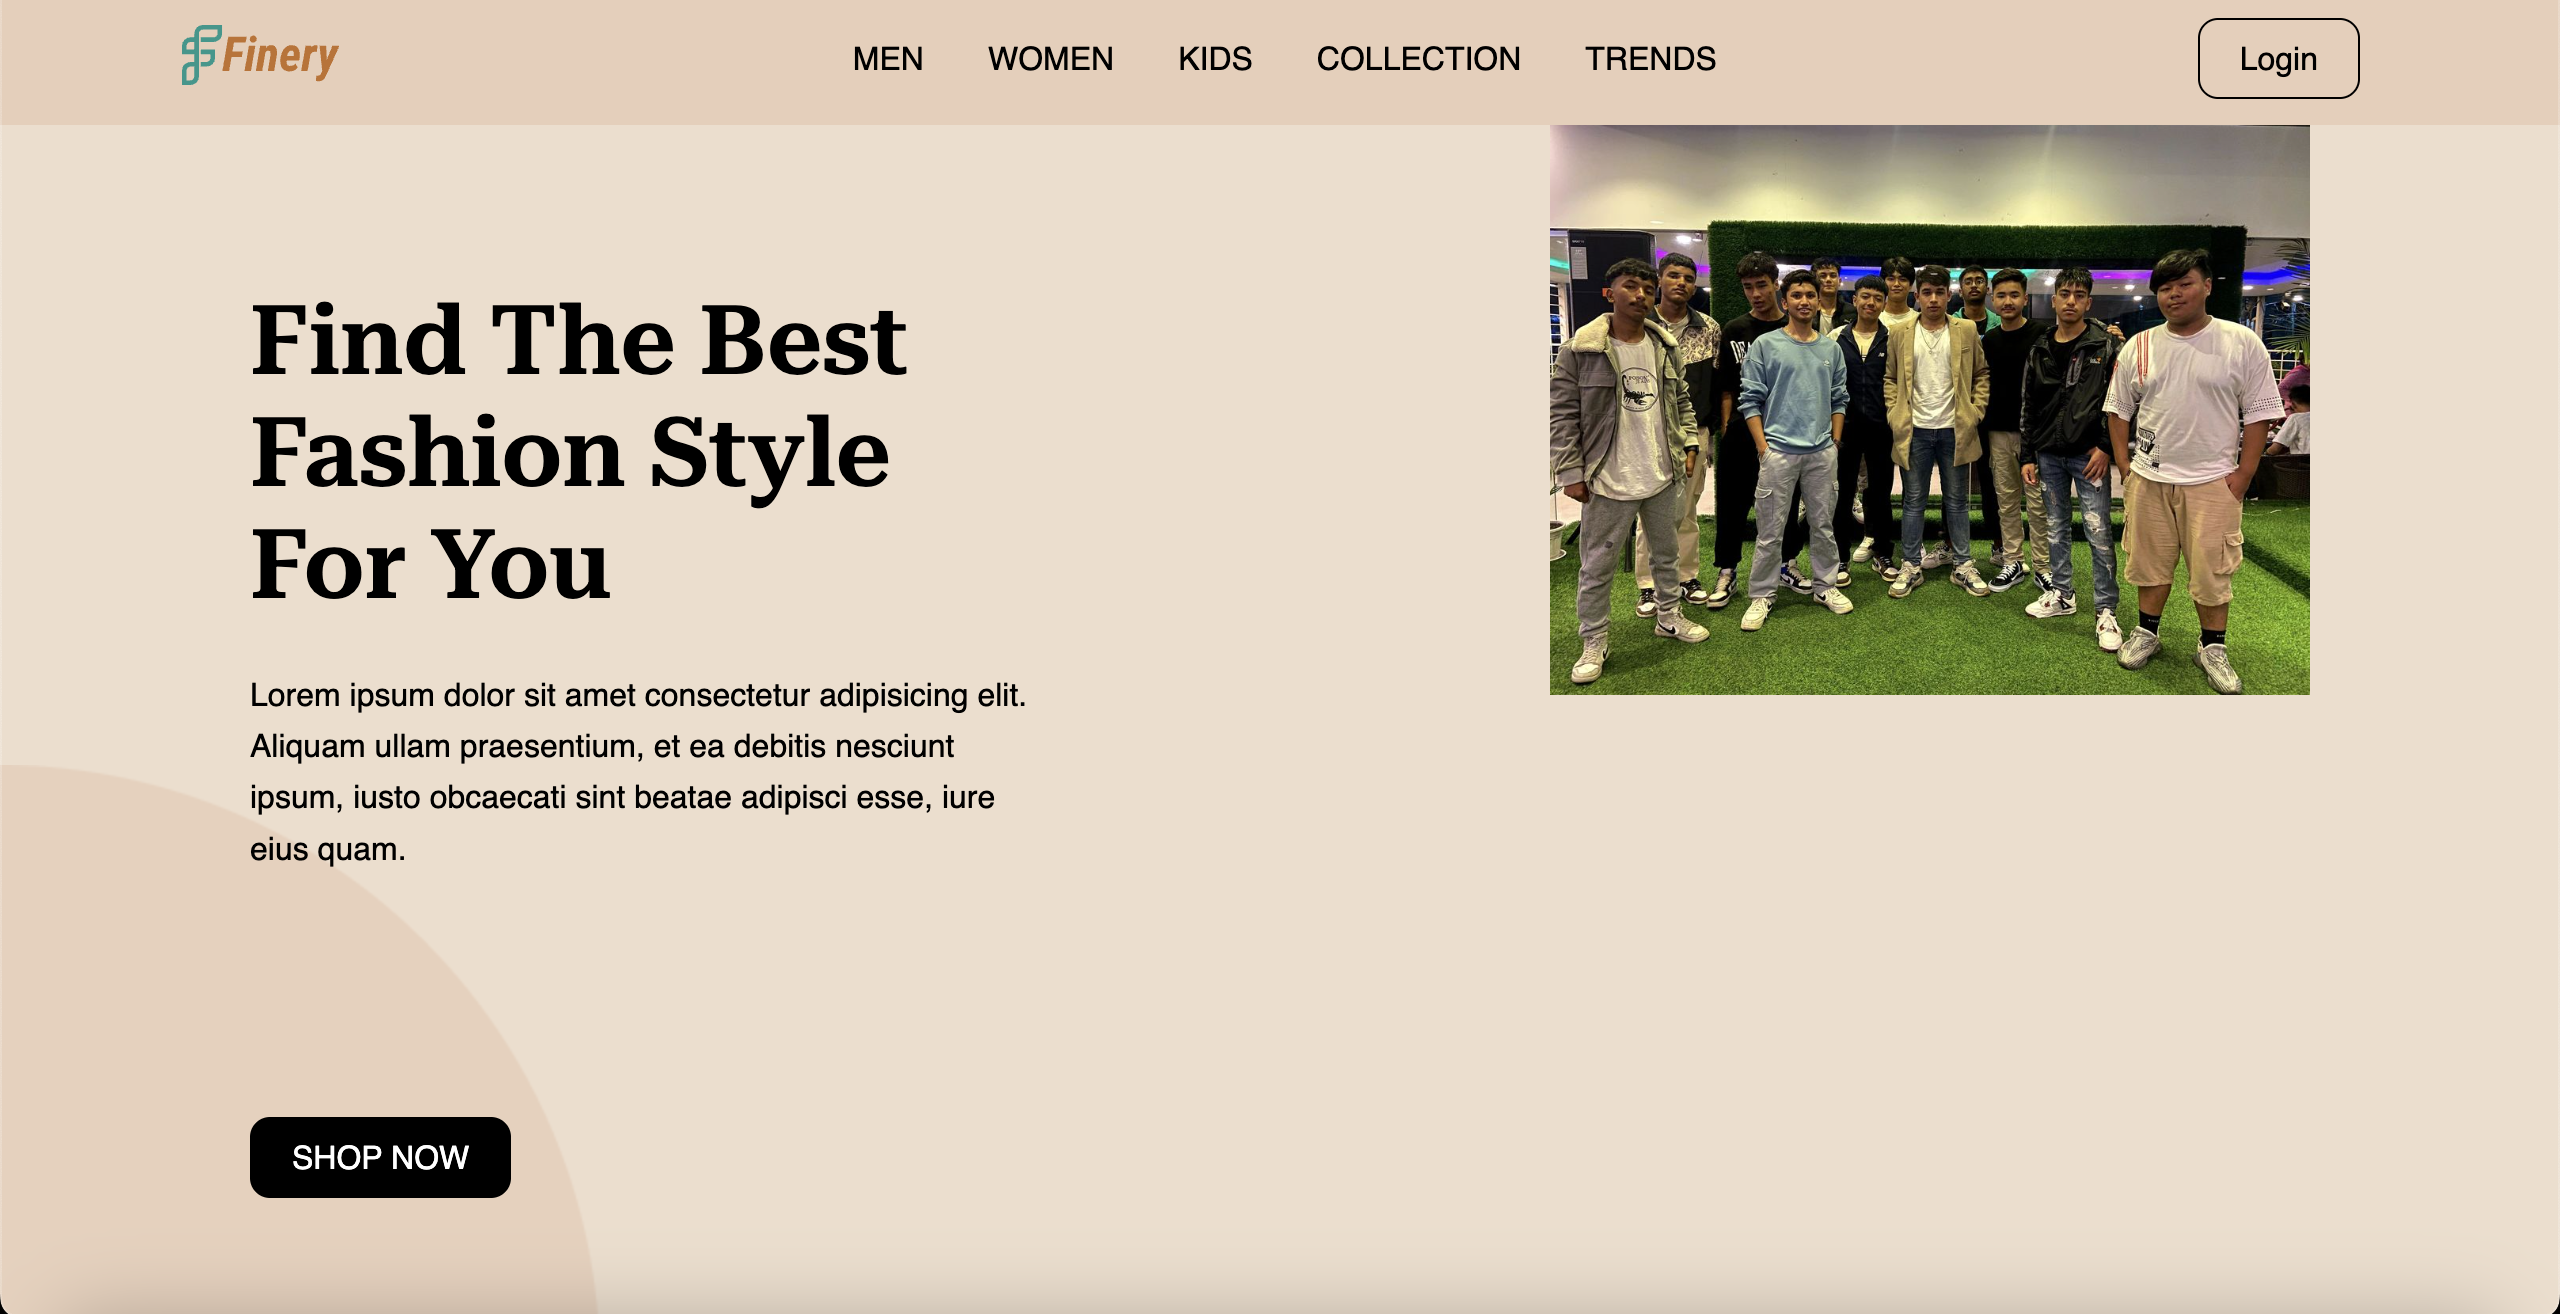 Finery
MEN WOMEN KIDS COLLECTION TRENDS
Login
Find The Best
Fashion Style
For You
Lorem ipsum dolor sit amet consectetur adipisicing elit.
Aliquam ullam praesentium, et ea debitis nesciunt
ipsum, iusto obcaecati sint beatae adipisci esse, iure
eius quam.
SHOP NOW